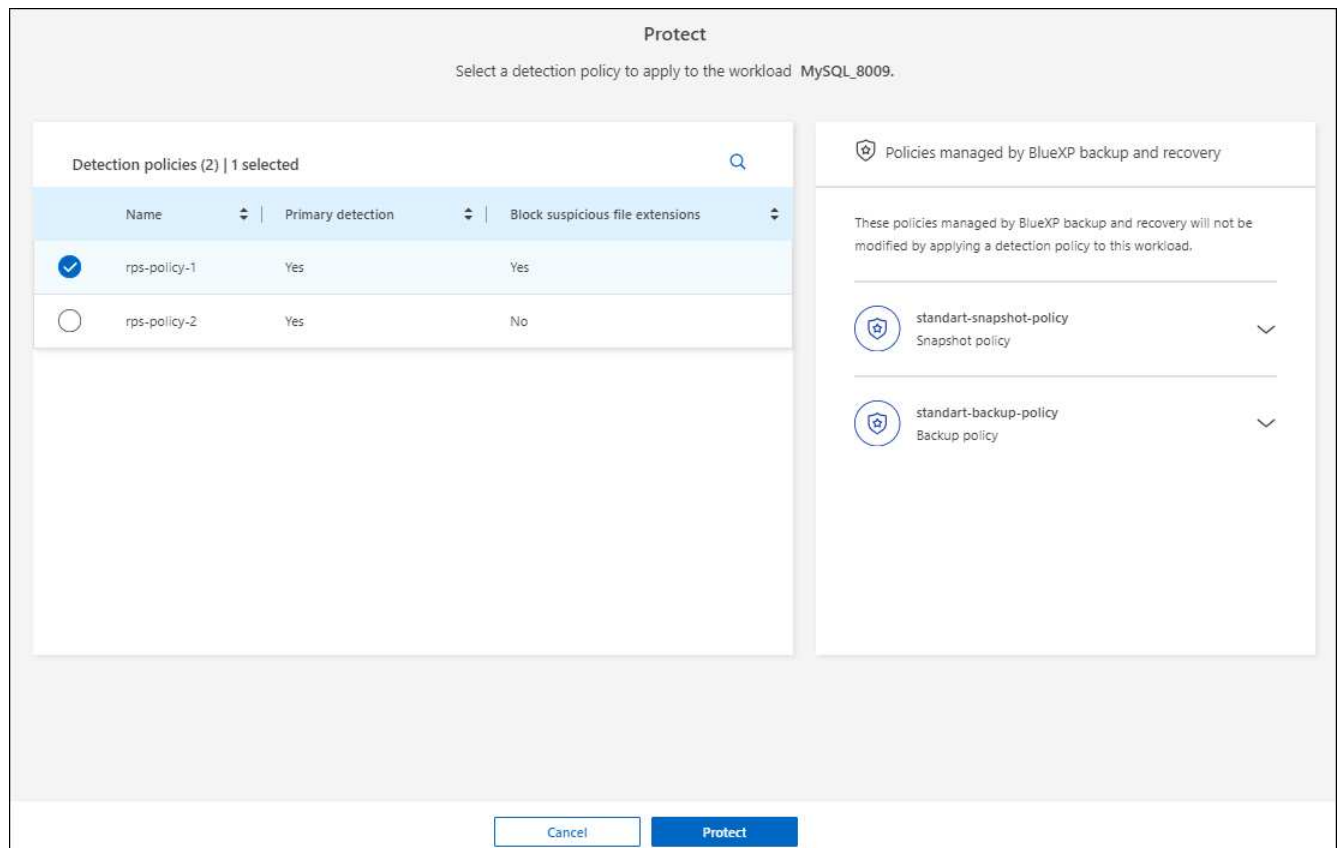 Protect
Select a detection policy to apply to the workload MySQL_8009.
Detection policies (2) | 1 selected
Name | Primary detection | Block suspicious file extensions
rps-policy-1 Yes Yes
rps-policy-2 Yes No
Policies managed by BlueXP backup and recovery
These policies managed by BlueXP backup and recovery will not be
modified by applying a detection policy to this workload.
standart-snapshot-policy
Snapshot policy
standart-backup-policy
Backup policy
Cancel Protect